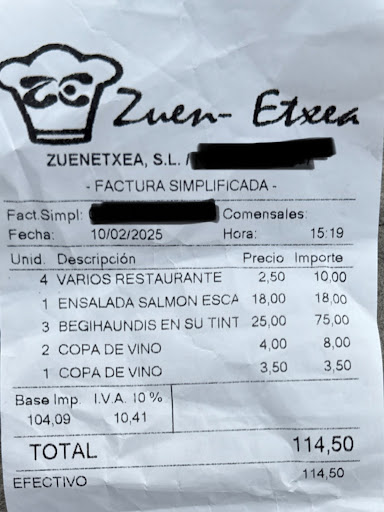 Zuen- Etxea
ZUENETXEA, S.L. /
- FACTURA SIMPLIFICADA -
Fact.Simpl: Comensales:
Fecha: 10/02/2025 Hora: 15:19
Unid. Descripción Precio Importe
4 VARIOS RESTAURANTE 2,50 10,00
1 ENSALADA SALMON ESCA 18,00 18,00
3 BEGIHAUNDIS EN SU TINT 25,00 75,00
2 COPA DE VINO 4,00 8,00
1 COPA DE VINO 3,50 3,50
Base Imp. I.V.A. 10 %
104,09 10,41
TOTAL 114,50
EFECTIVO 114,50